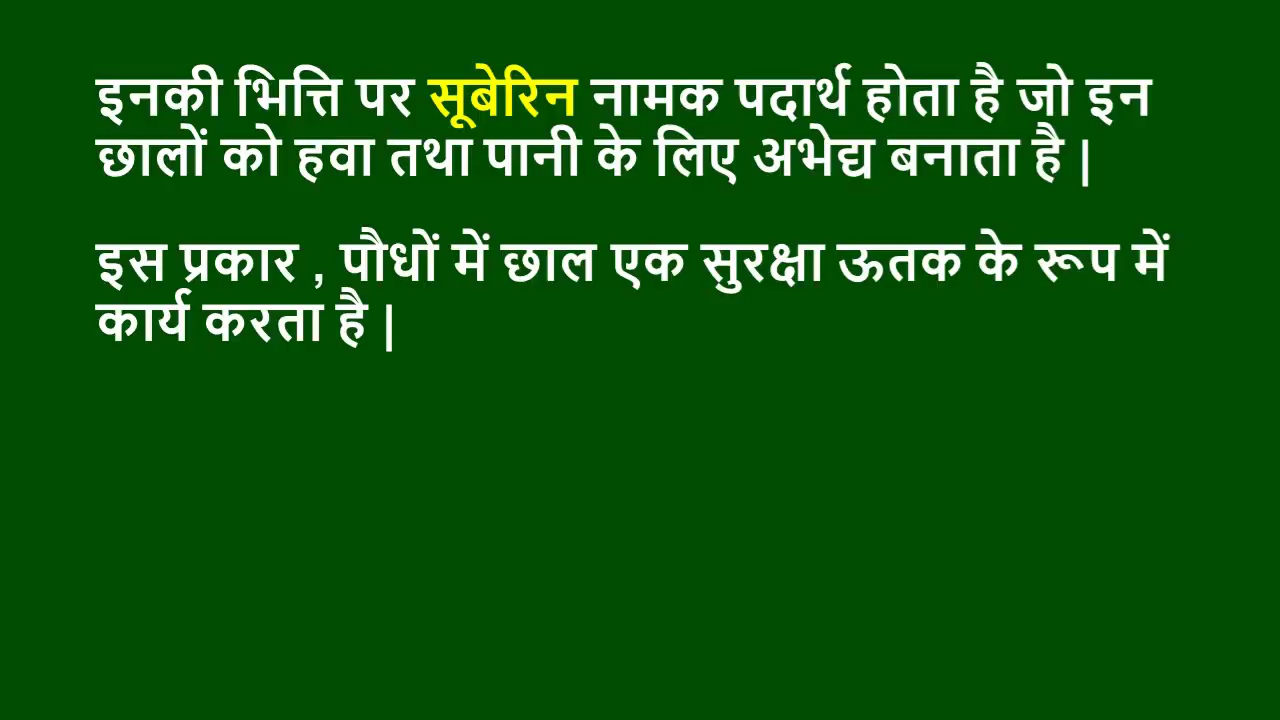 इनकी भित्ति पर सूबेरिन नामक पदार्थ होता है जो इन
छालों को हवा तथा पानी के लिए अभेद्य बनाता है |
इस प्रकार , पौधों में छाल एक सुरक्षा ऊतक के रूप में
कार्य करता है |